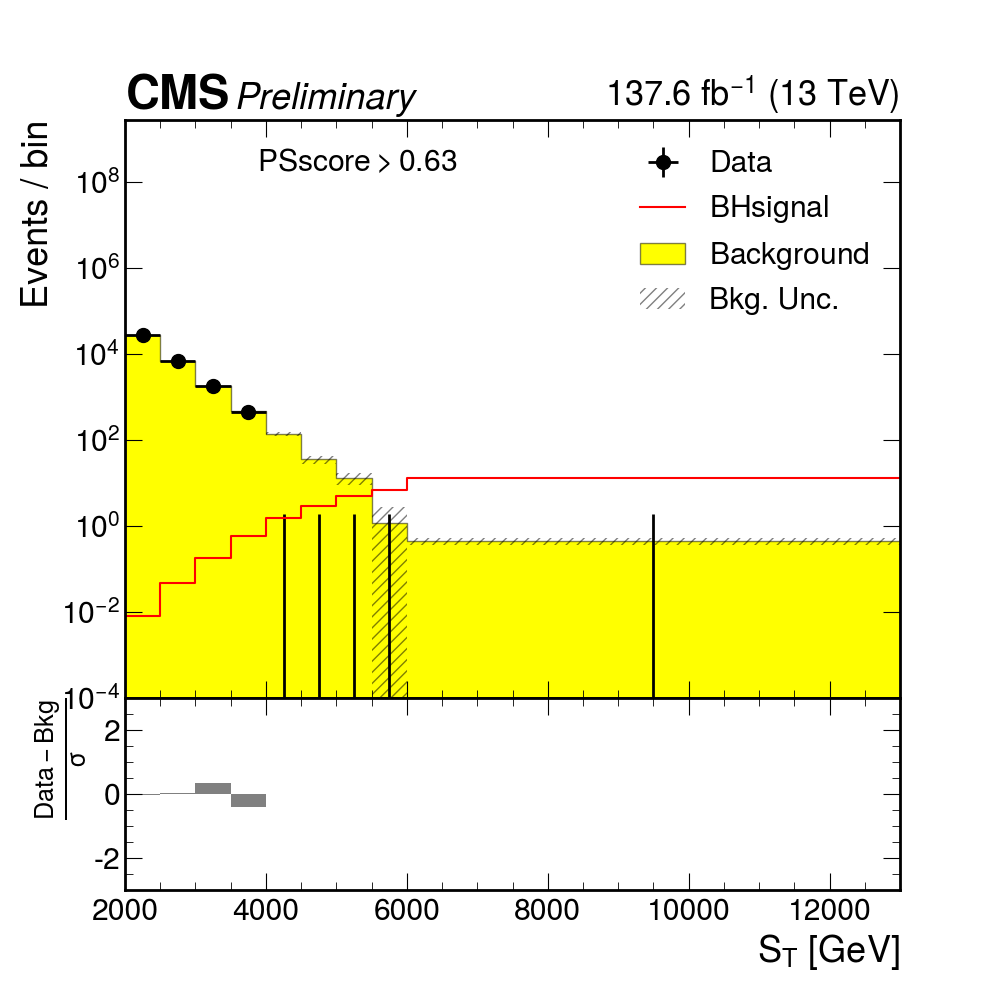 CMS Preliminary 137.6 fb⁻¹ (13 TeV)
PSscore > 0.63
Data
BHsignal
Background
Bkg. Unc.
Events / bin
10⁸
10⁶
10⁴
10²
10⁰
10⁻²
10⁻⁴
Data − Bkg
σ
2
0
-2
2000 4000 6000 8000 10000 12000
S_T [GeV]